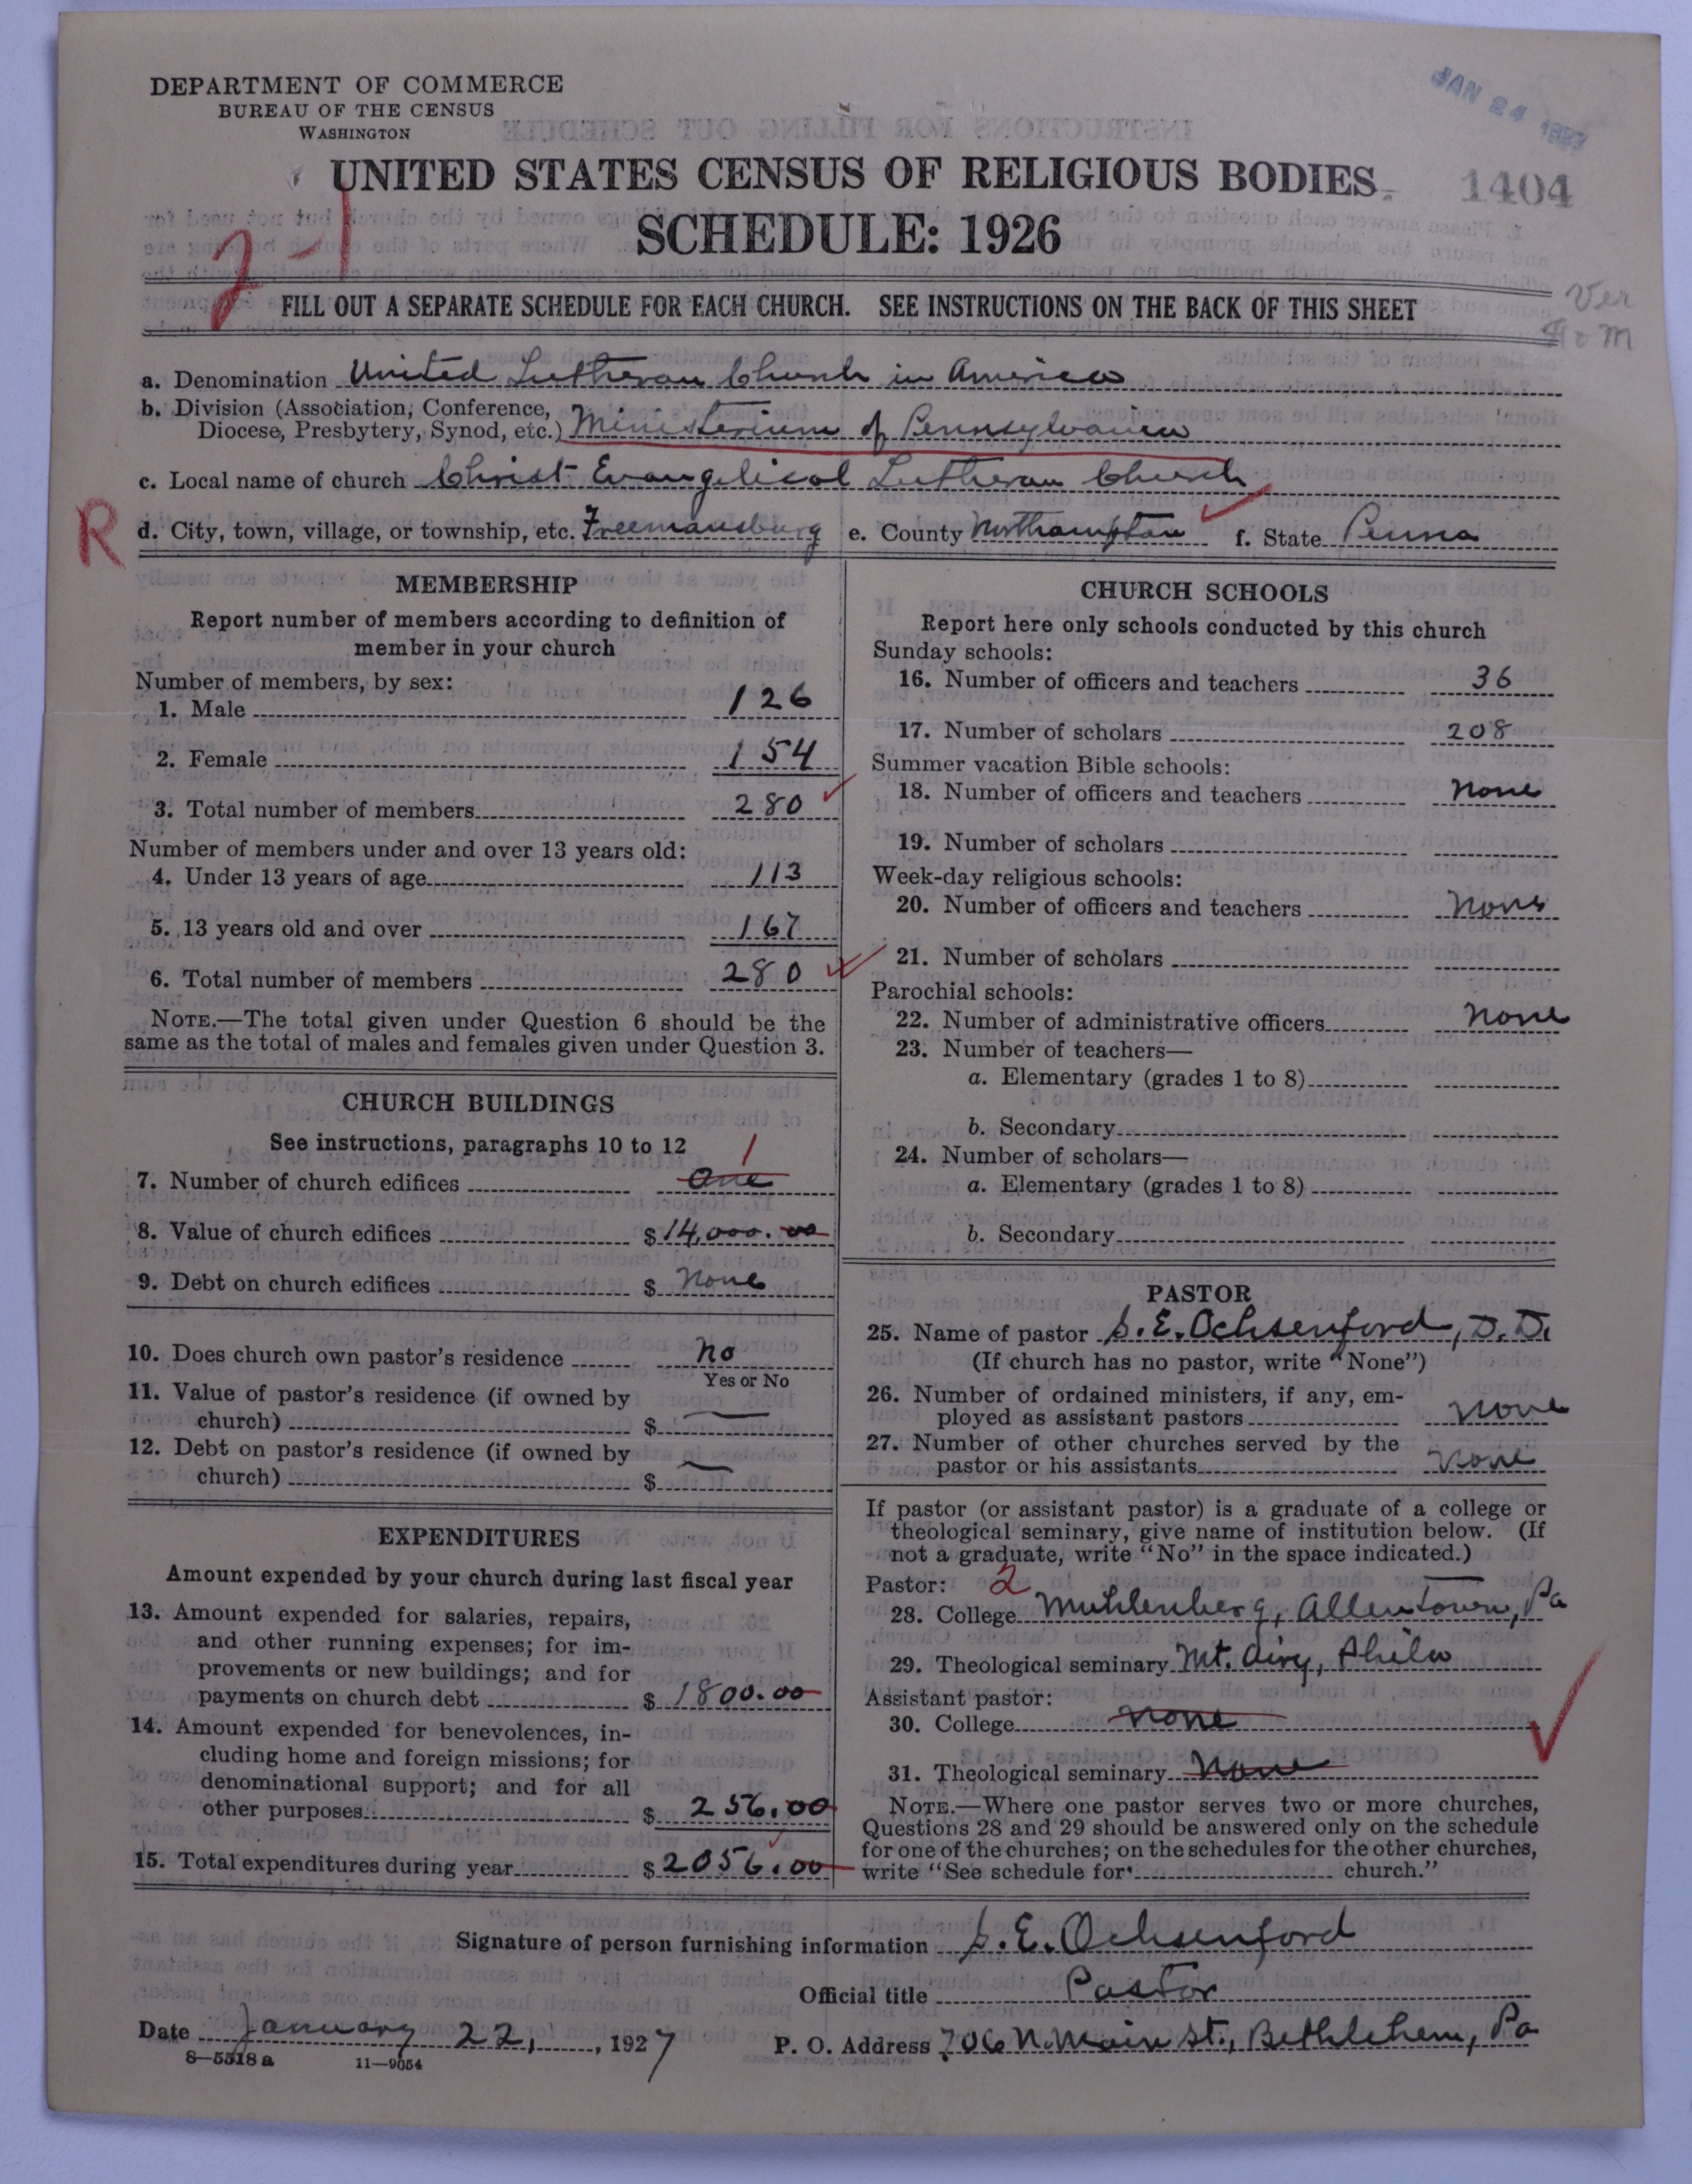 DEPARTMENT OF COMMERCE
BUREAU OF THE CENSUS
WASHINGTON
JAN 24 1927
UNITED STATES CENSUS OF RELIGIOUS BODIES
1404
SCHEDULE: 1926
2-1
FILL OUT A SEPARATE SCHEDULE FOR EACH CHURCH. SEE INSTRUCTIONS ON THE BACK OF THIS SHEET
Ver
a. Denomination United Lutheran Church in America
b. Division (Association, Conference,
Diocese, Presbytery, Synod, etc.) Ministerium of Pennsylvania
c. Local name of church Christ Evangelical Lutheran Church
R
d. City, town, village, or township, etc. Freemansburg e. County Northampton f. State Penna
MEMBERSHIP
Report number of members according to definition of
member in your church
Number of members, by sex:
1. Male 126
2. Female 154
3. Total number of members 280
Number of members under and over 13 years old:
4. Under 13 years of age 113
5. 13 years old and over 167
6. Total number of members 280
NOTE.—The total given under Question 6 should be the
same as the total of males and females given under Question 3.
CHURCH BUILDINGS
See instructions, paragraphs 10 to 12
1
7. Number of church edifices One
8. Value of church edifices $14,000.00
9. Debt on church edifices $ None
10. Does church own pastor's residence No
Yes or No
11. Value of pastor's residence (if owned by
church) $ —
12. Debt on pastor's residence (if owned by
church) $ —
EXPENDITURES
Amount expended by your church during last fiscal year
13. Amount expended for salaries, repairs,
and other running expenses; for im-
provements or new buildings; and for
payments on church debt $ 1800.00
14. Amount expended for benevolences, in-
cluding home and foreign missions; for
denominational support; and for all
other purposes $ 256.00
15. Total expenditures during year $2056.00
CHURCH SCHOOLS
Report here only schools conducted by this church
Sunday schools:
16. Number of officers and teachers 36
17. Number of scholars 208
Summer vacation Bible schools:
18. Number of officers and teachers None
19. Number of scholars
Week-day religious schools:
20. Number of officers and teachers None
21. Number of scholars
Parochial schools:
22. Number of administrative officers None
23. Number of teachers—
a. Elementary (grades 1 to 8)
b. Secondary
24. Number of scholars—
a. Elementary (grades 1 to 8)
b. Secondary
PASTOR
25. Name of pastor S. E. Ochsenford, D. D.
(If church has no pastor, write "None")
26. Number of ordained ministers, if any, em-
ployed as assistant pastors None
27. Number of other churches served by the
pastor or his assistants None
If pastor (or assistant pastor) is a graduate of a college or
theological seminary, give name of institution below. (If
not a graduate, write "No" in the space indicated.)
Pastor: 2
28. College Muhlenberg, Allentown, Pa
29. Theological seminary Mt. Airy, Phila
Assistant pastor:
30. College None
31. Theological seminary None
NOTE.—Where one pastor serves two or more churches,
Questions 28 and 29 should be answered only on the schedule
for one of the churches; on the schedules for the other churches,
write "See schedule for church."
Signature of person furnishing information S. E. Ochsenford
Official title Pastor
Date January 22, , 1927 P. O. Address 706 N. Main St., Bethlehem, Pa
8—5518 a 11—9054